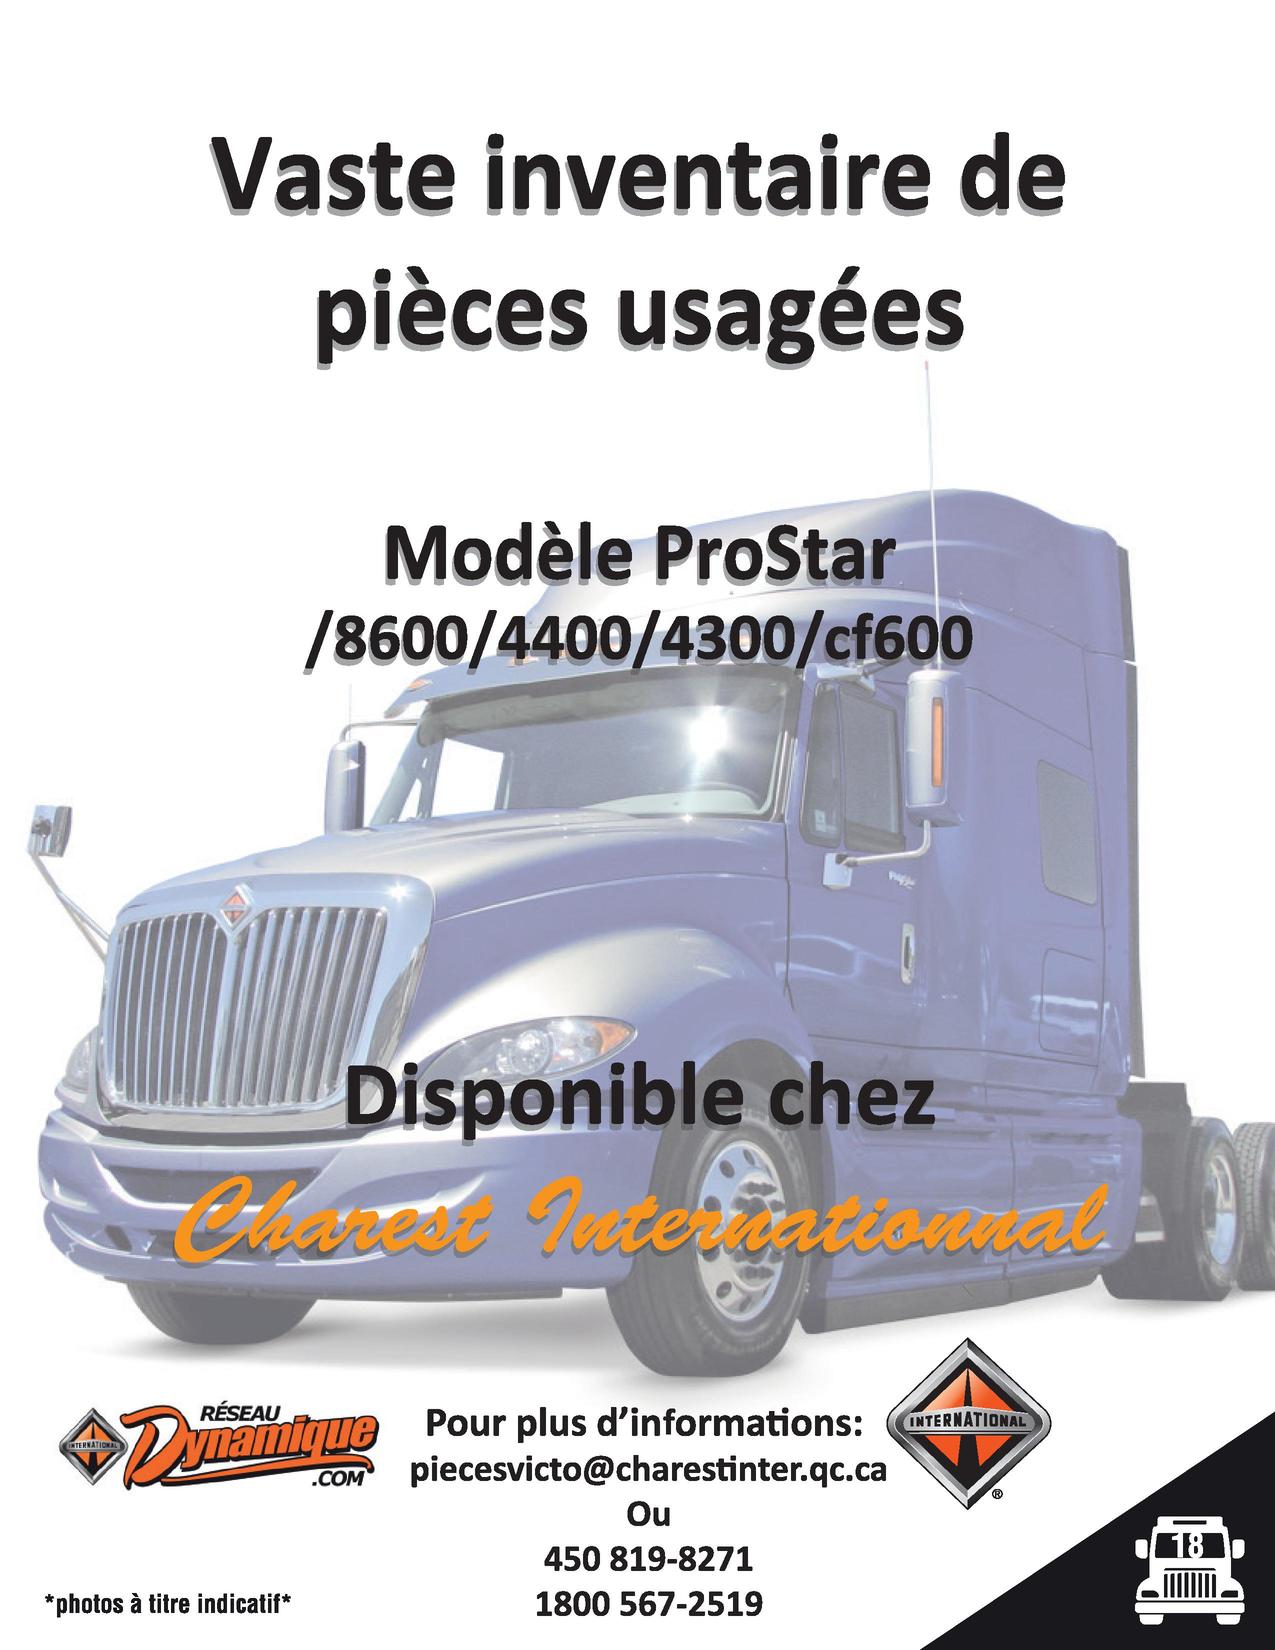 Vaste inventaire de
pièces usagées
Modèle ProStar
/8600/4400/4300/cf600
Disponible chez
Charest Internationnal
RÉSEAU
Dynamique
.COM
INTERNATIONAL
Pour plus d'informations:
piecesvicto@charestinter.qc.ca
Ou
450 819-8271
1800 567-2519
INTERNATIONAL
®
*photos à titre indicatif*
18